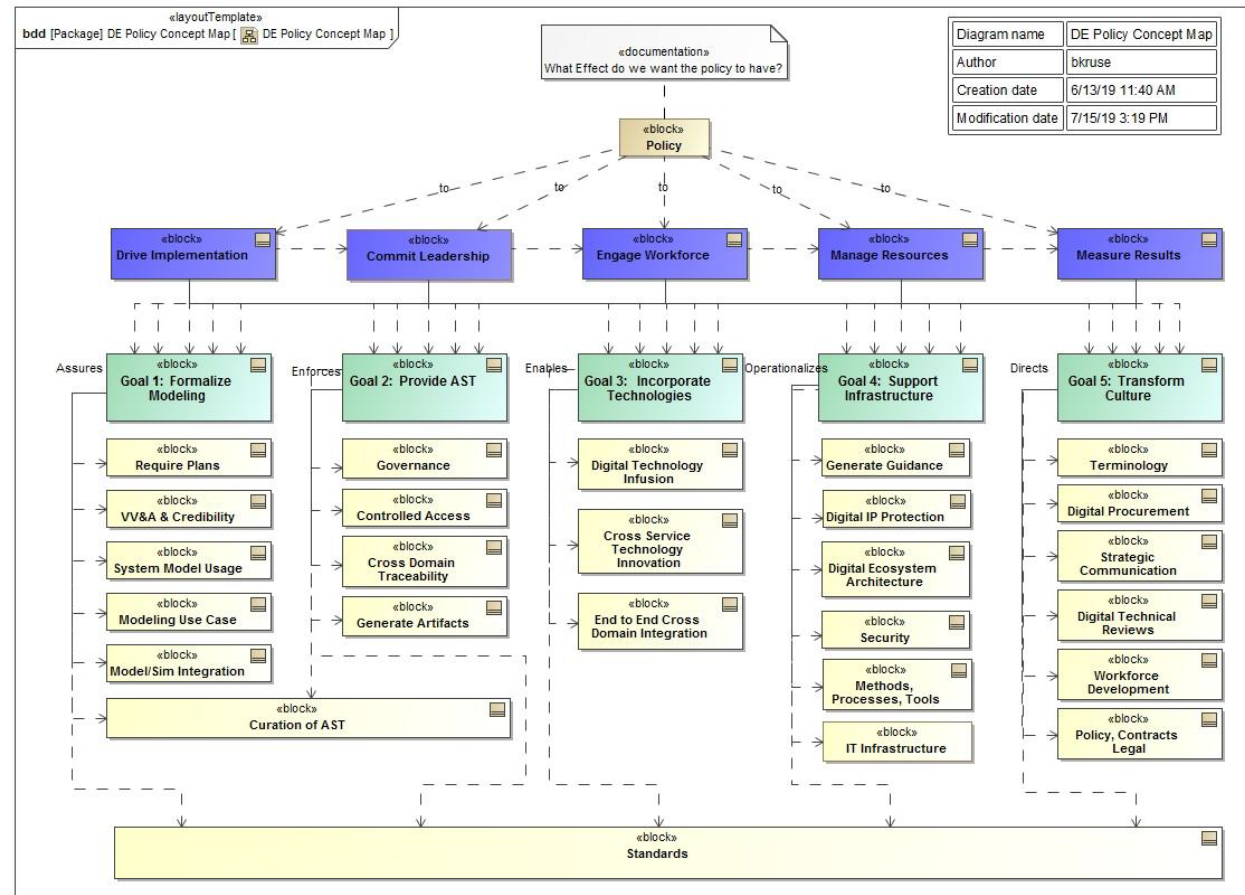 «layoutTemplate»
bdd [Package] DE Policy Concept Map [ DE Policy Concept Map ]
«documentation»
What Effect do we want the policy to have?
Diagram name DE Policy Concept Map
Author bkruse
Creation date 6/13/19 11:40 AM
Modification date 7/15/19 3:19 PM
«block»
Policy
to
to
to
to
to
«block»
Drive Implementation
«block»
Commit Leadership
«block»
Engage Workforce
«block»
Manage Resources
«block»
Measure Results
Assures
«block»
Goal 1: Formalize
Modeling
Enforces
«block»
Goal 2: Provide AST
Enables
«block»
Goal 3: Incorporate
Technologies
Operationalizes
«block»
Goal 4: Support
Infrastructure
Directs
«block»
Goal 5: Transform
Culture
«block»
Require Plans
«block»
VV&A & Credibility
«block»
System Model Usage
«block»
Modeling Use Case
«block»
Model/Sim Integration
«block»
Governance
«block»
Controlled Access
«block»
Cross Domain
Traceability
«block»
Generate Artifacts
«block»
Curation of AST
«block»
Digital Technology
Infusion
«block»
Cross Service
Technology
Innovation
«block»
End to End Cross
Domain Integration
«block»
Generate Guidance
«block»
Digital IP Protection
«block»
Digital Ecosystem
Architecture
«block»
Security
«block»
Methods,
Processes, Tools
«block»
IT Infrastructure
«block»
Terminology
«block»
Digital Procurement
«block»
Strategic
Communication
«block»
Digital Technical
Reviews
«block»
Workforce
Development
«block»
Policy, Contracts
Legal
«block»
Standards